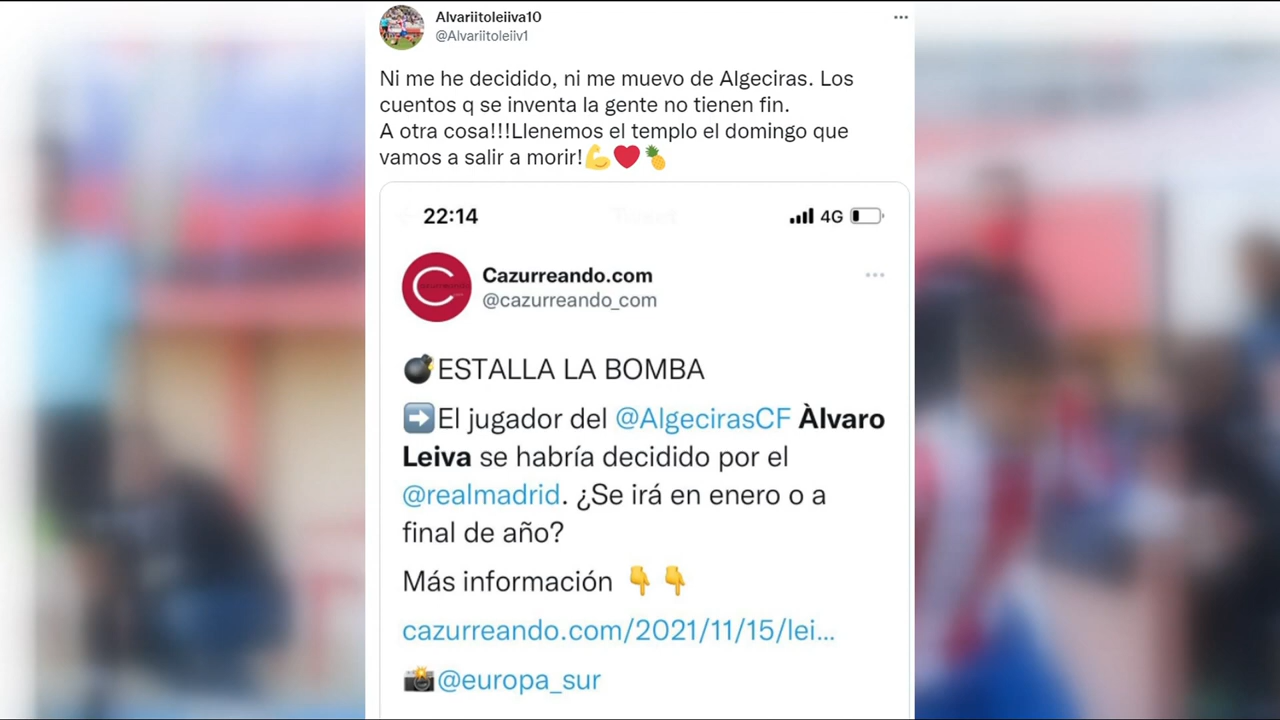 Alvariitoleiiva10
@Alvariitoleiiv1
Ni me he decidido, ni me muevo de Algeciras. Los
cuentos q se inventa la gente no tienen fin.
A otra cosa!!!Llenemos el templo el domingo que
vamos a salir a morir!💪❤️🍍
22:14
4G
Cazurreando.com
@cazurreando_com
💣ESTALLA LA BOMBA
➡️El jugador del @AlgecirasCF Àlvaro
Leiva se habría decidido por el
@realmadrid. ¿Se irá en enero o a
final de año?
Más información 👇 👇
cazurreando.com/2021/11/15/lei...
📸@europa_sur